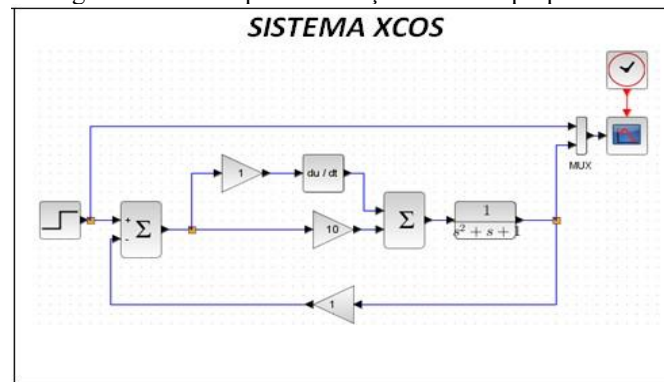 SISTEMA XCOS
MUX
1
du / dt
+
Σ
-
10
Σ
1
s² + s + 1
1